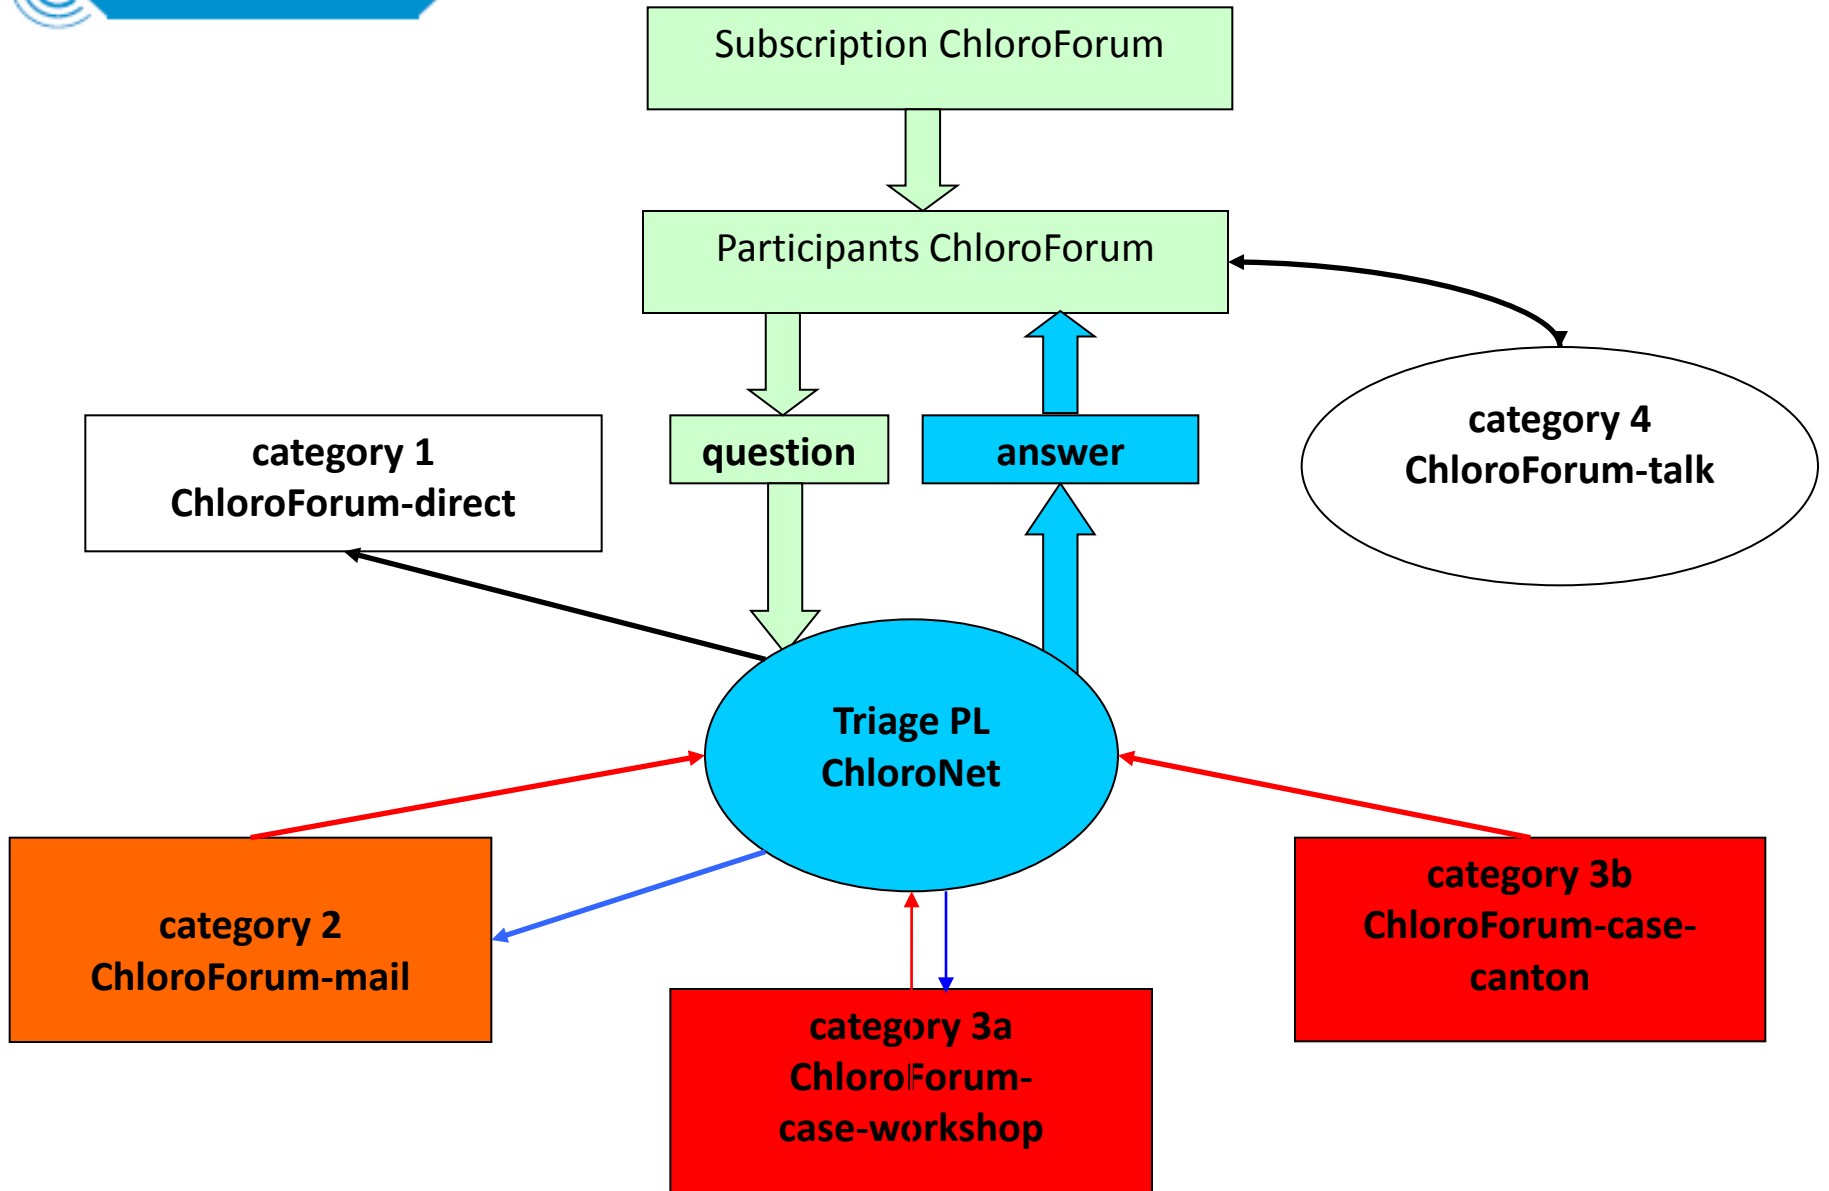 Subscription ChloroForum
Participants ChloroForum
category 1
ChloroForum-direct
question
answer
category 4
ChloroForum-talk
Triage PL
ChloroNet
category 2
ChloroForum-mail
category 3a
ChloroForum-
case-workshop
category 3b
ChloroForum-case-
canton